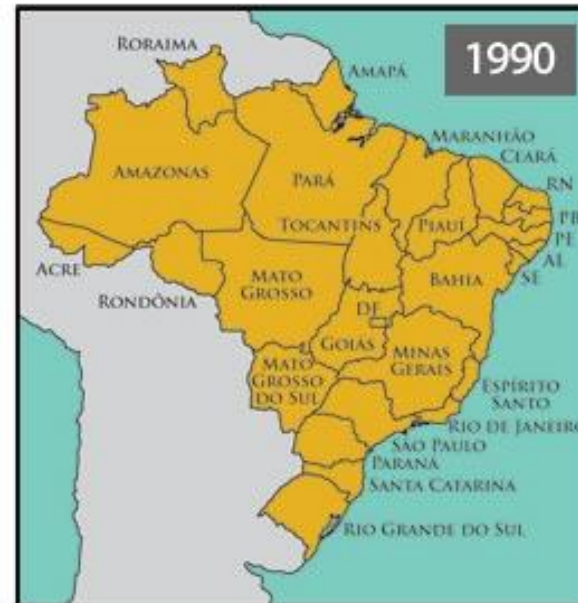 RORAIMA
1990
AMAPÁ
MARANHÃO
CEARÁ
RN
AMAZONAS
PARÁ
TOCANTINS
PIAUÍ
PB
PE
AL
SE
ACRE
RONDÔNIA
MATO
GROSSO
BAHIA
DF
GOIÁS
MINAS
GERAIS
MATO
GROSSO
DO SUL
ESPÍRITO
SANTO
RIO DE JANEIRO
SÃO PAULO
PARANÁ
SANTA CATARINA
RIO GRANDE DO SUL